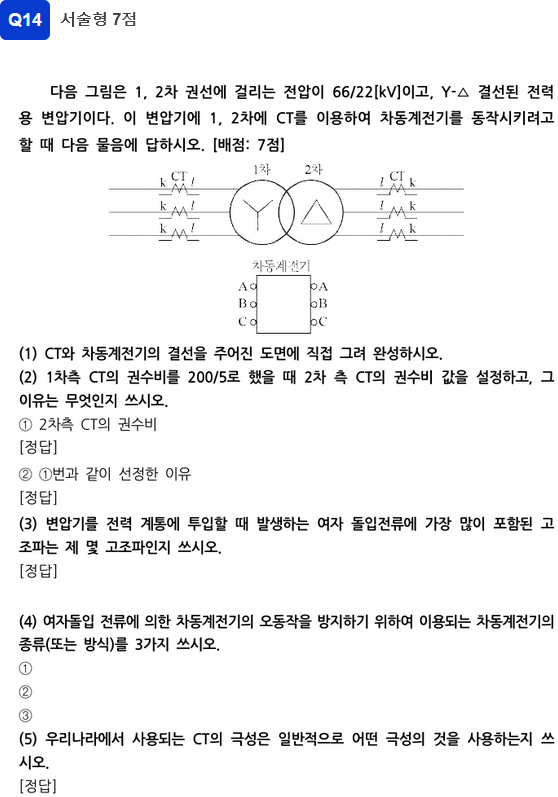 Q14 서술형 7점
다음 그림은 1, 2차 권선에 걸리는 전압이 66/22[kV]이고, Y-△ 결선된 전력
용 변압기이다. 이 변압기에 1, 2차에 CT를 이용하여 차동계전기를 동작시키려고
할 때 다음 물음에 답하시오. [배점: 7점]
1차 2차
CT CT
k l l k
k l l k
k l l k
차동계전기
A A
B B
C C
(1) CT와 차동계전기의 결선을 주어진 도면에 직접 그려 완성하시오.
(2) 1차측 CT의 권수비를 200/5로 했을 때 2차 측 CT의 권수비 값을 설정하고, 그
이유는 무엇인지 쓰시오.
① 2차측 CT의 권수비
[정답]
② ①번과 같이 선정한 이유
[정답]
(3) 변압기를 전력 계통에 투입할 때 발생하는 여자 돌입전류에 가장 많이 포함된 고
조파는 제 몇 고조파인지 쓰시오.
[정답]
(4) 여자돌입 전류에 의한 차동계전기의 오동작을 방지하기 위하여 이용되는 차동계전기의
종류(또는 방식)를 3가지 쓰시오.
①
②
③
(5) 우리나라에서 사용되는 CT의 극성은 일반적으로 어떤 극성의 것을 사용하는지 쓰
시오.
[정답]